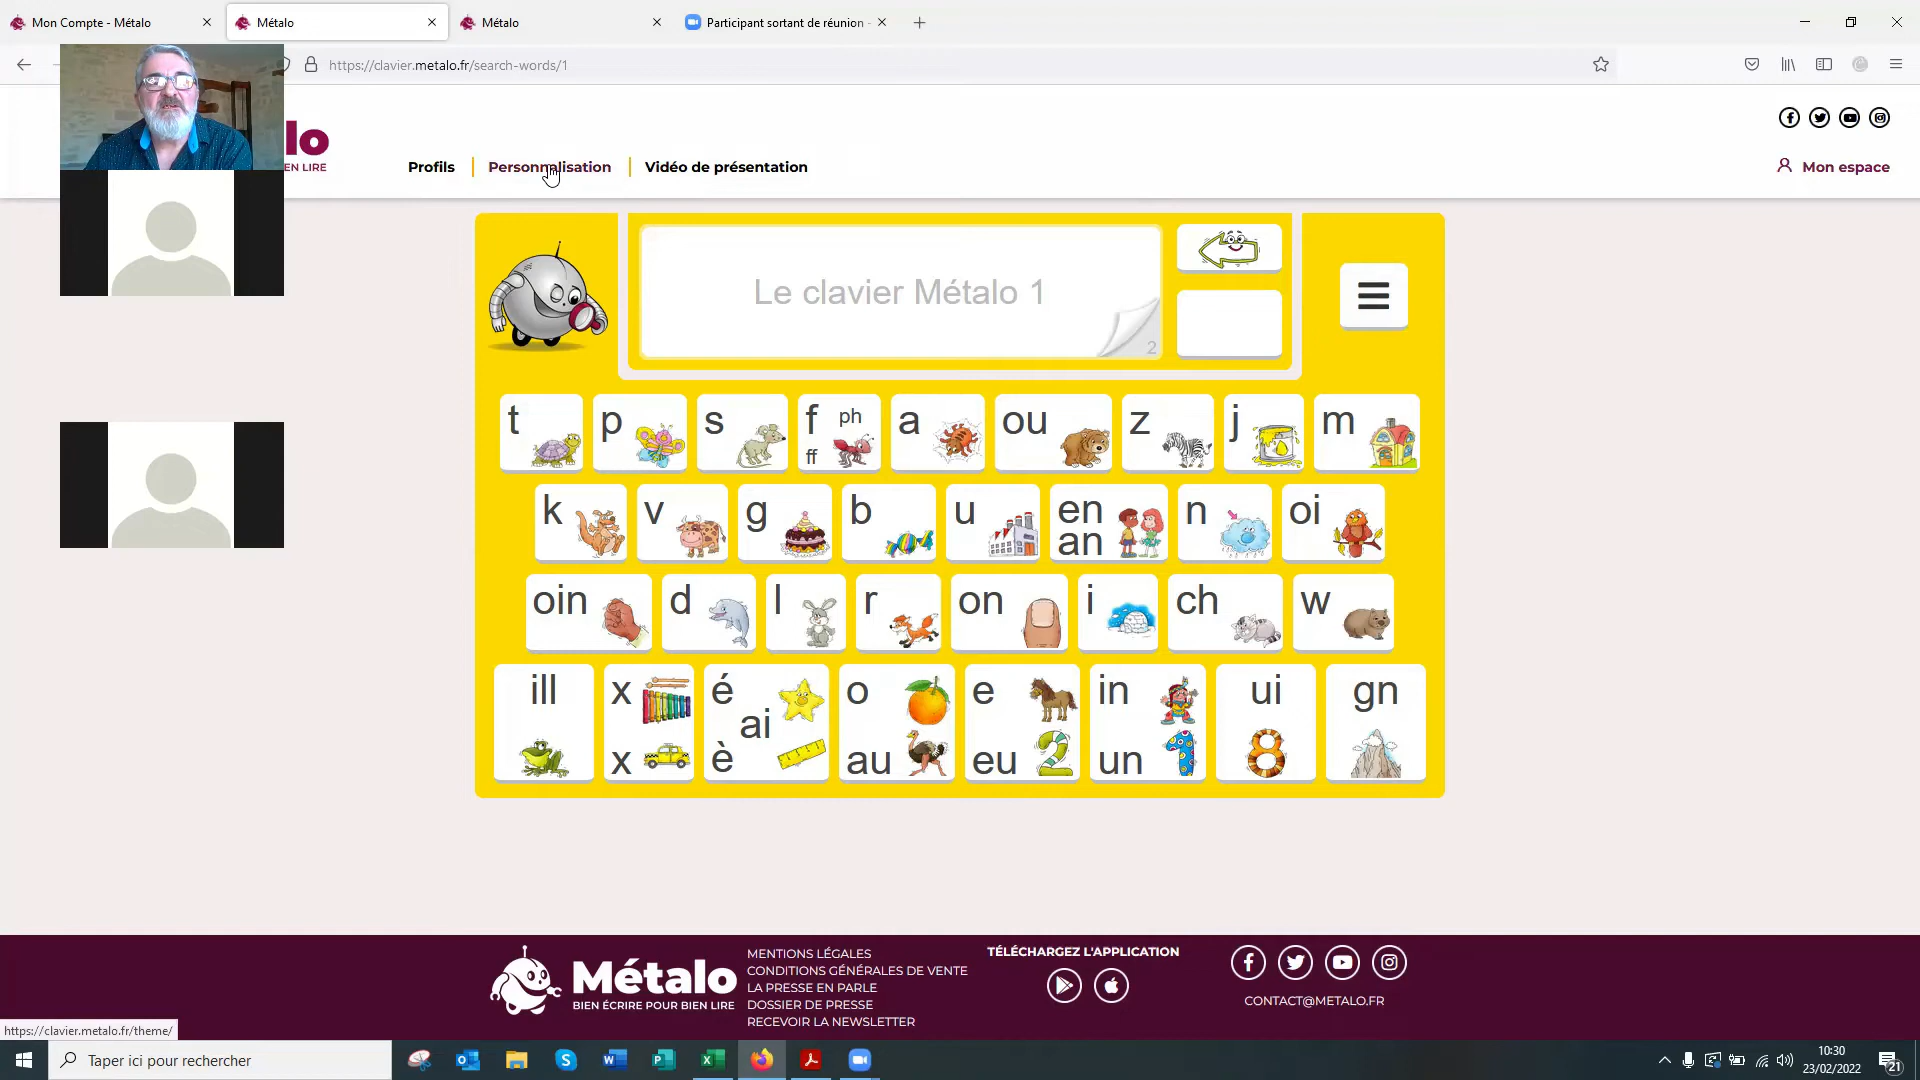 Mon Compte - Métalo
Métalo
Métalo
Participant sortant de réunion -
https://clavier.metalo.fr/search-words/1
lo
EN LIRE
Profils
Personnalisation
Vidéo de présentation
Mon espace
Le clavier Métalo 1
2
t
p
s
f ph
ff
a
ou
z
j
m
k
v
g
b
u
en
an
n
oi
oin
d
l
r
on
i
ch
w
ill
x
x
é
ai
è
o
au
e
eu
2
in
un
1
ui
8
gn
Métalo
BIEN ÉCRIRE POUR BIEN LIRE
MENTIONS LÉGALES
CONDITIONS GÉNÉRALES DE VENTE
LA PRESSE EN PARLE
DOSSIER DE PRESSE
RECEVOIR LA NEWSLETTER
TÉLÉCHARGEZ L'APPLICATION
CONTACT@METALO.FR
https://clavier.metalo.fr/theme/
Taper ici pour rechercher
10:30
23/02/2022
21